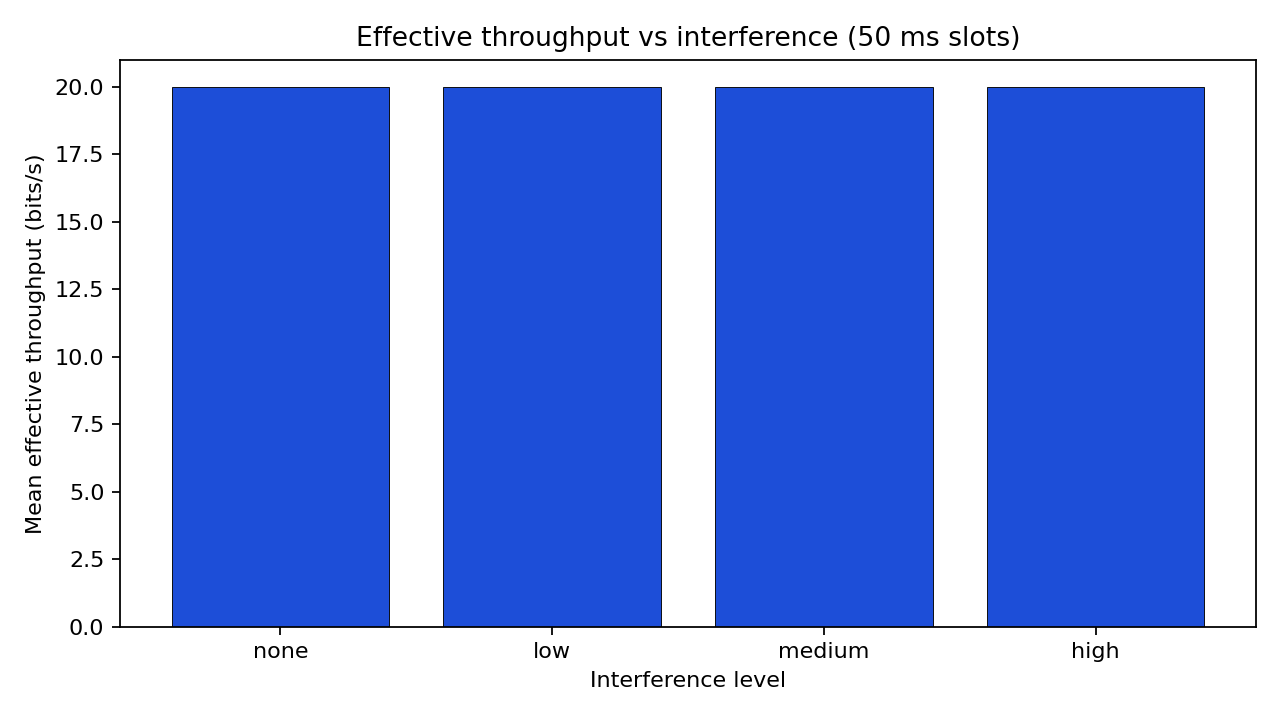 Effective throughput vs interference (50 ms slots)
Mean effective throughput (bits/s)
20.0
17.5
15.0
12.5
10.0
7.5
5.0
2.5
0.0
none low medium high
Interference level